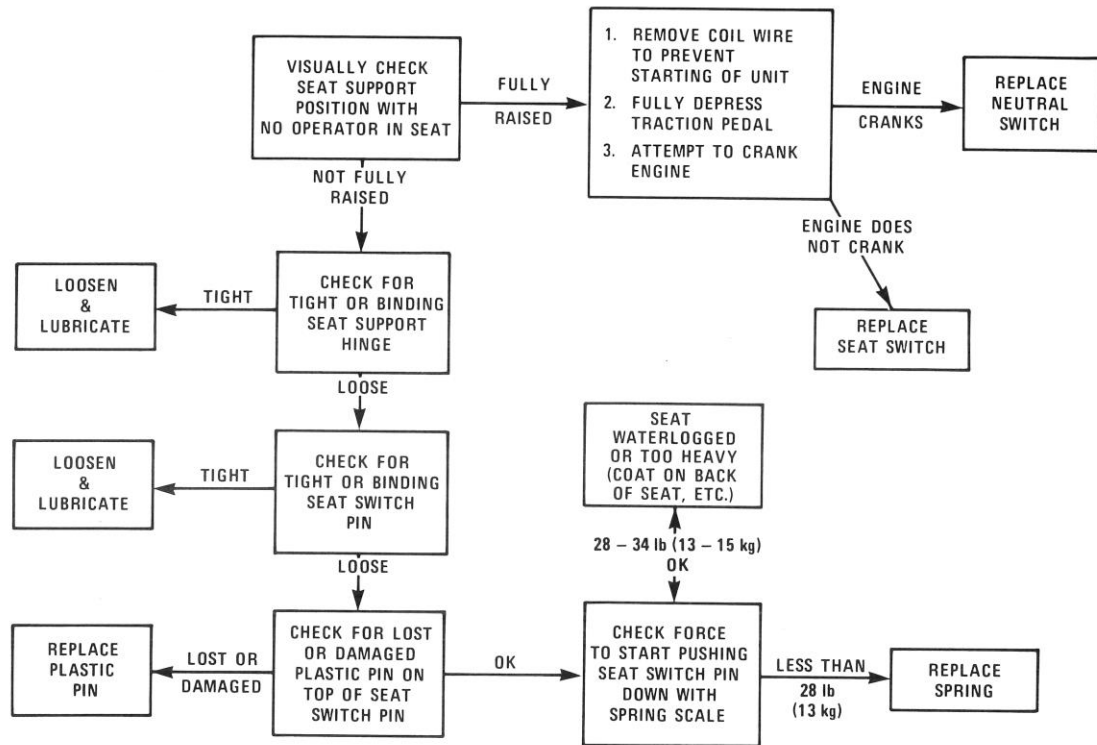 VISUALLY CHECK
SEAT SUPPORT
POSITION WITH
NO OPERATOR IN SEAT
FULLY
RAISED
1. REMOVE COIL WIRE
TO PREVENT
STARTING OF UNIT
2. FULLY DEPRESS
TRACTION PEDAL
3. ATTEMPT TO CRANK
ENGINE
ENGINE
CRANKS
REPLACE
NEUTRAL
SWITCH
NOT FULLY
RAISED
ENGINE DOES
NOT CRANK
REPLACE
SEAT SWITCH
CHECK FOR
TIGHT OR BINDING
SEAT SUPPORT
HINGE
TIGHT
LOOSEN
&
LUBRICATE
LOOSE
CHECK FOR
TIGHT OR BINDING
SEAT SWITCH
PIN
TIGHT
LOOSEN
&
LUBRICATE
LOOSE
CHECK FOR LOST
OR DAMAGED
PLASTIC PIN ON
TOP OF SEAT
SWITCH PIN
LOST OR
DAMAGED
REPLACE
PLASTIC
PIN
OK
CHECK FORCE
TO START PUSHING
SEAT SWITCH PIN
DOWN WITH
SPRING SCALE
28 – 34 lb (13 – 15 kg)
OK
SEAT
WATERLOGGED
OR TOO HEAVY
(COAT ON BACK
OF SEAT, ETC.)
LESS THAN
28 lb
(13 kg)
REPLACE
SPRING